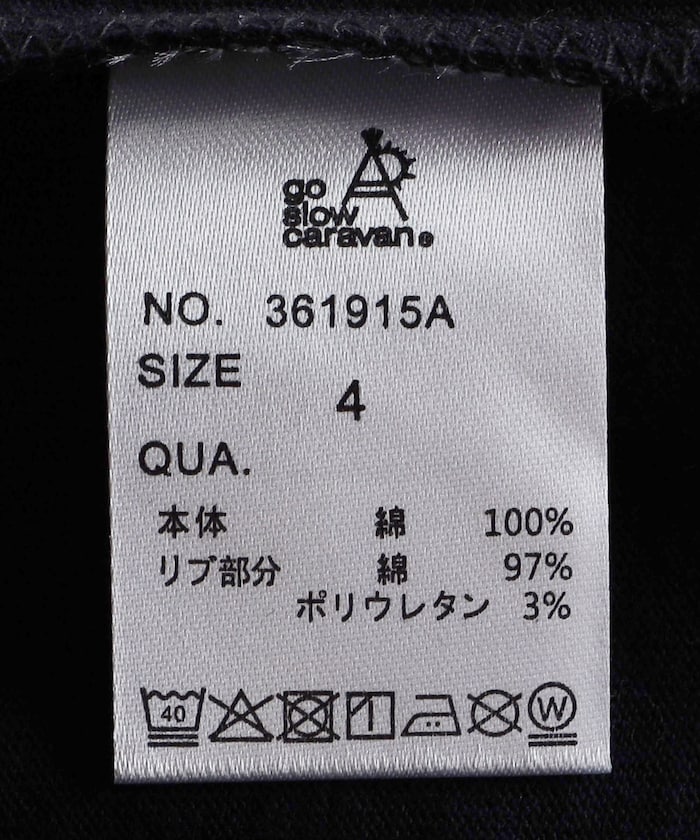 go
slow
caravan®
NO. 361915A
SIZE
4
QUA.
本体 綿 100%
リブ部分 綿 97%
ポリウレタン 3%
40 W